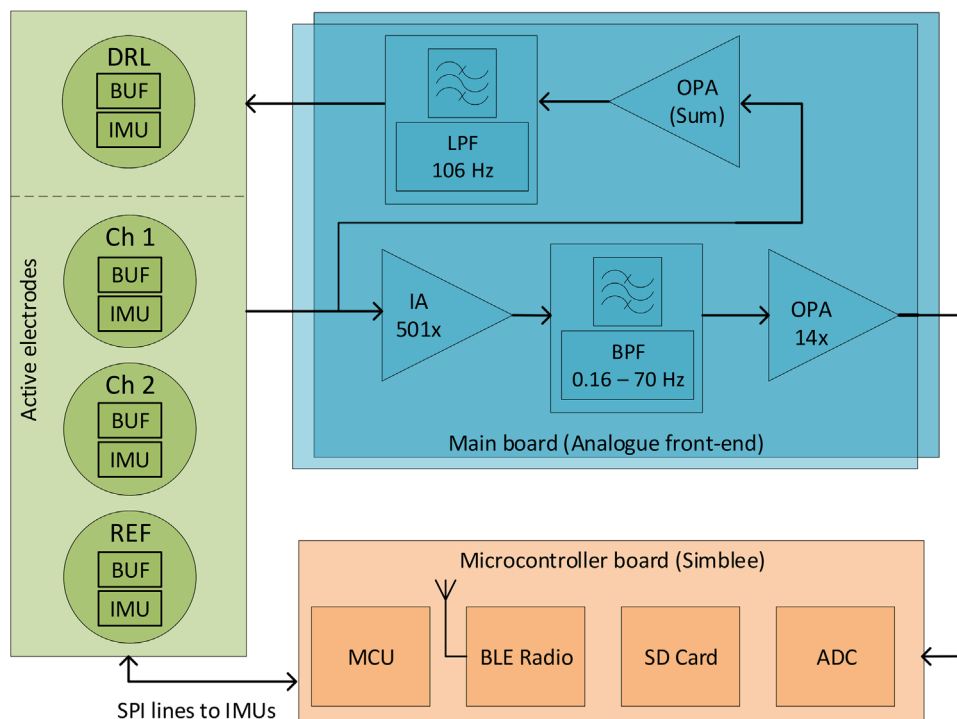 DRL
BUF
IMU
Active electrodes
Ch 1
BUF
IMU
Ch 2
BUF
IMU
REF
BUF
IMU
SPI lines to IMUs
LPF
106 Hz
OPA
(Sum)
IA
501x
BPF
0.16 – 70 Hz
OPA
14x
Main board (Analogue front-end)
Microcontroller board (Simblee)
MCU
BLE Radio
SD Card
ADC